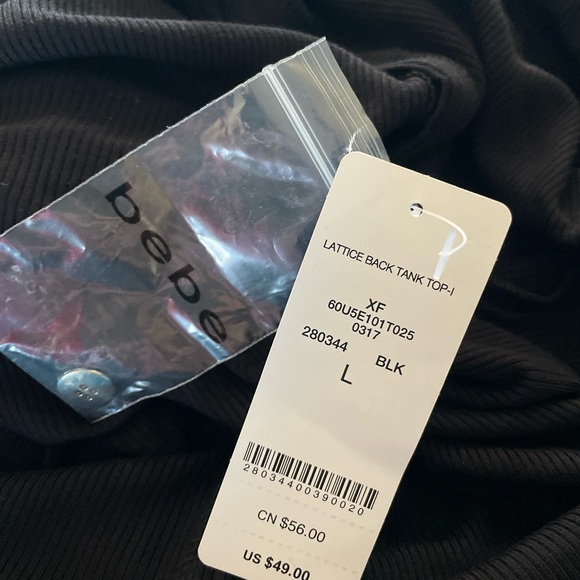 bebe
LATTICE BACK TANK TOP-I
XF
60U5E101T025
0317
280344 BLK
L
28034400390020
CN $56.00
US $49.00